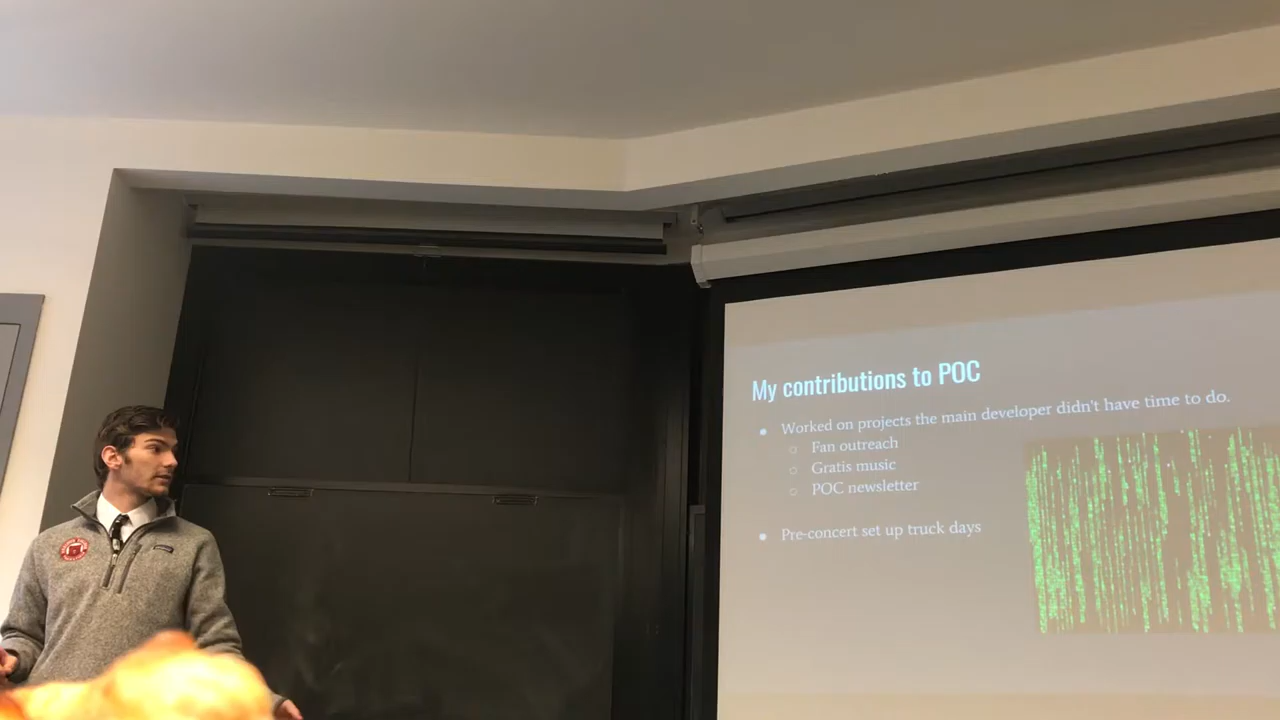 My contributions to POC
Worked on projects the main developer didn't have time to do.
Fan outreach
Gratis music
POC newsletter
Pre-concert set up truck days